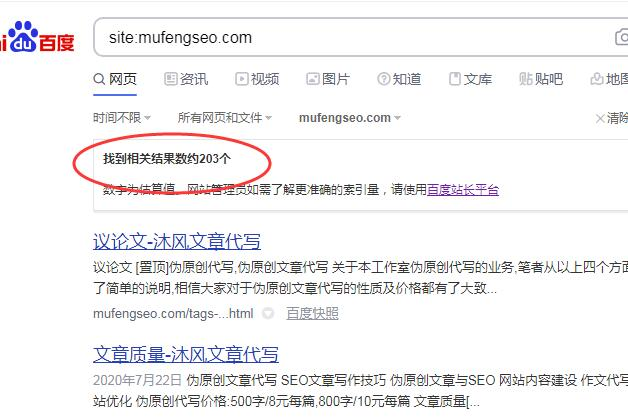 du百度
site:mufengseo.com
网页 资讯 视频 图片 知道 文库 贴吧 地
时间不限 所有网页和文件 mufengseo.com 清除
找到相关结果数约203个
数字为估算值,网站管理员如需了解更准确的索引量,请使用百度站长平台
议论文-沐风文章代写
议论文 [置顶]伪原创代写,伪原创文章代写 关于本工作室伪原创代写的业务,笔者从以上四个方面
了简单的说明,相信大家对于伪原创代写的性质及价格都有了大致...
mufengseo.com/tags-...html 百度快照
文章质量-沐风文章代写
2020年7月22日 伪原创文章代写 SEO文章写作技巧 伪原创文章与SEO 网站内容建设 作文代写
站优化 伪原创代写价格:500字/8元每篇,800字/10元每篇 文章质量[...